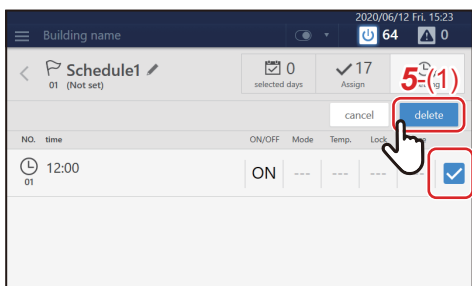 2020/06/12 Fri. 15:23
Building name
64
0
Schedule1
01 (Not set)
0
selected days
17
Assign
5-(1)
cancel
delete
NO. time
ON/OFF Mode Temp. Lock
12:00
01
ON --- --- --- ---